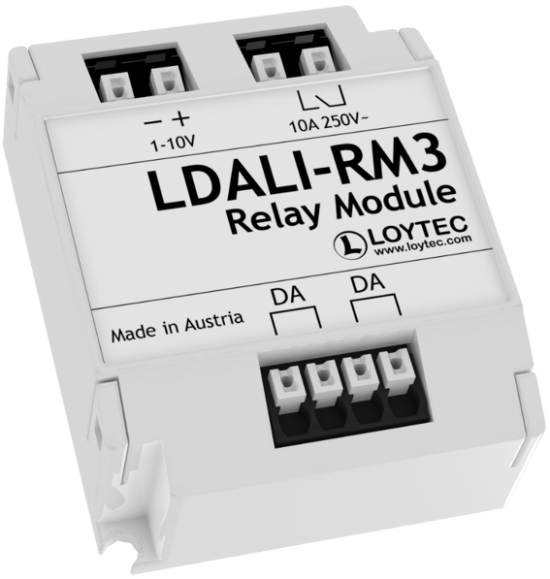 − +
1-10V
10A 250V~
LDALI-RM3
Relay Module
L LOYTEC
www.loytec.com
DA DA
Made in Austria